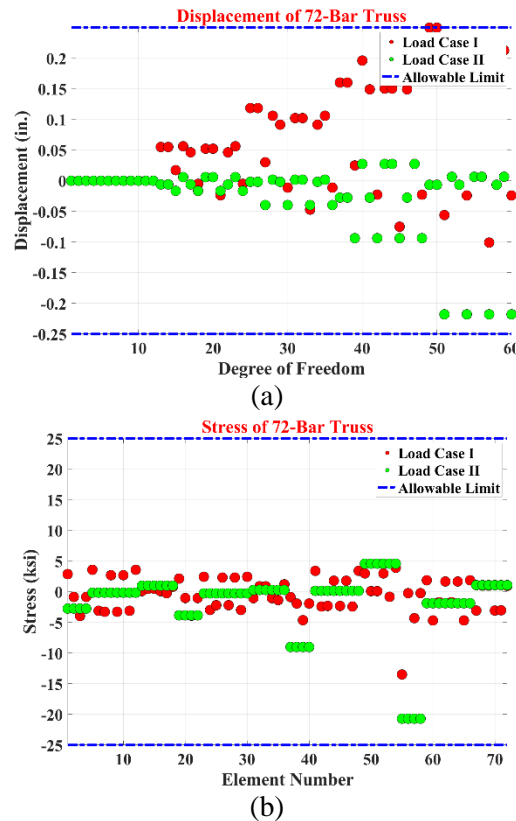 Displacement of 72-Bar Truss
Load Case I
Load Case II
Allowable Limit
0.2
0.15
0.1
0.05
0
-0.05
-0.1
-0.15
-0.2
-0.25
Displacement (in.)
10 20 30 40 50 60
Degree of Freedom
(a)
Stress of 72-Bar Truss
Load Case I
Load Case II
Allowable Limit
25
20
15
10
5
0
-5
-10
-15
-20
-25
Stress (ksi)
10 20 30 40 50 60 70
Element Number
(b)